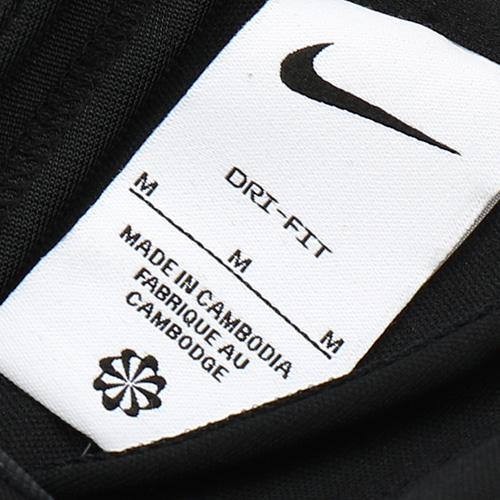 DRI-FIT
M M M
MADE IN CAMBODIA
FABRIQUE AU
CAMBODGE